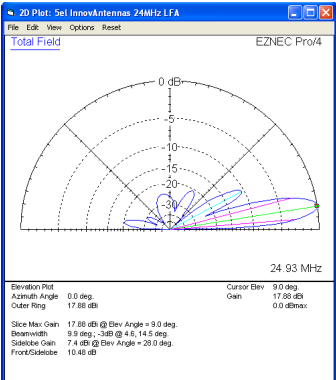 2D Plot: 5el InnovAntennas 24MHz LFA
File Edit View Options Reset
Total Field
EZNEC Pro/4
0 dB
-5
-10
-15
-20
-30
24.93 MHz
Elevation Plot
Cursor Elev 9.0 deg.
Azimuth Angle 0.0 deg.
Gain 17.88 dBi
Outer Ring 17.88 dBi
0.0 dBmax
Slice Max Gain 17.88 dBi @ Elev Angle = 9.0 deg.
Beamwidth 9.9 deg.; -3dB @ 4.6, 14.5 deg.
Sidelobe Gain 7.4 dBi @ Elev Angle = 28.0 deg.
Front/Sidelobe 10.48 dB